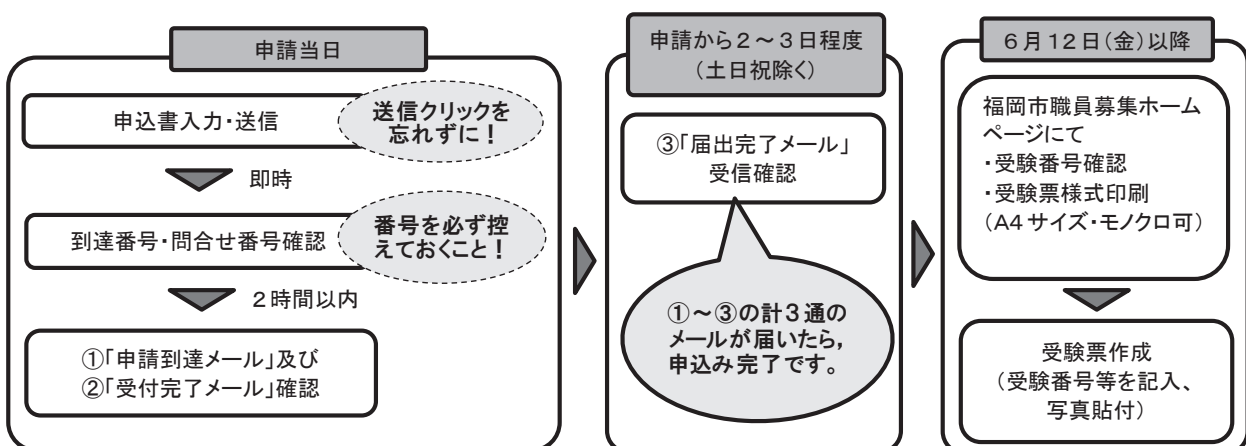 申請当日
申込書入力・送信
送信クリックを
忘れずに！
即時
到達番号・問合せ番号確認
番号を必ず控
えておくこと！
２時間以内
①「申請到達メール」及び
②「受付完了メール」確認
申請から２～３日程度
（土日祝除く）
③「届出完了メール」
受信確認
①～③の計３通の
メールが届いたら，
申込み完了です。
６月１２日（金）以降
福岡市職員募集ホーム
ページにて
・受験番号確認
・受験票様式印刷
（A4サイズ・モノクロ可）
受験票作成
（受験番号等を記入、
写真貼付）